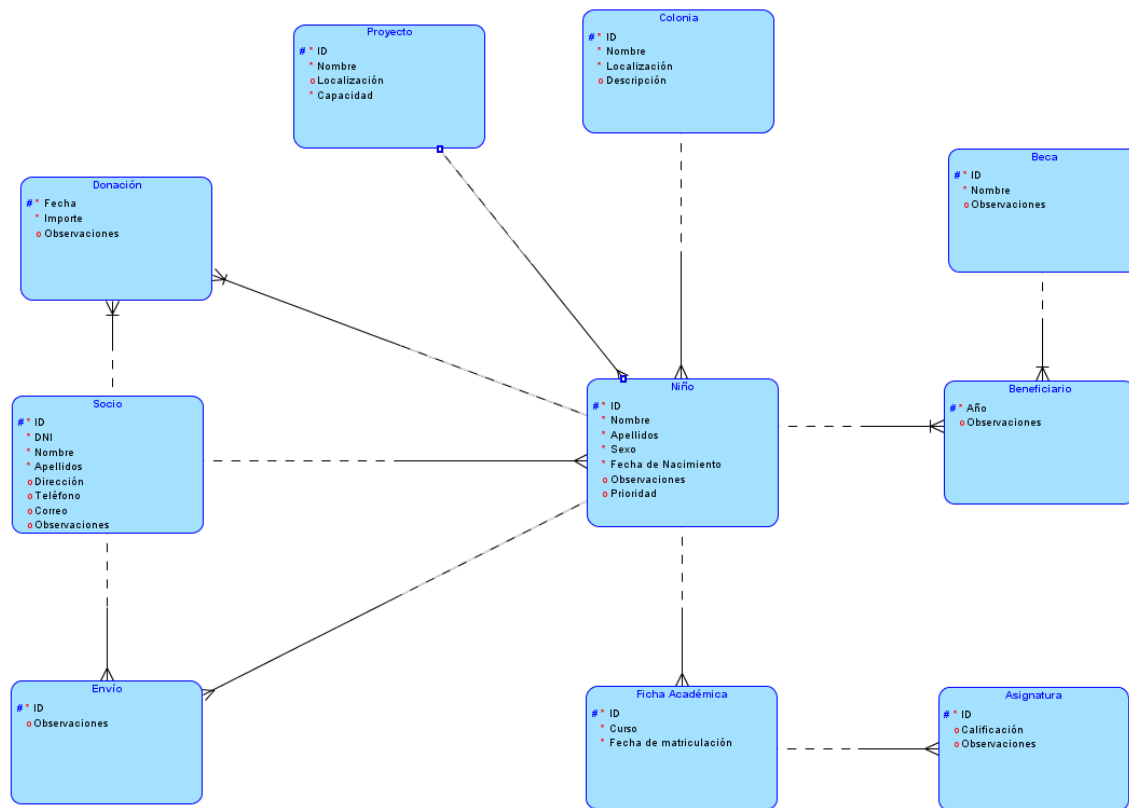 Proyecto
# * ID
* Nombre
o Localización
* Capacidad
Colonia
# * ID
* Nombre
* Localización
o Descripción
Beca
# * ID
* Nombre
o Observaciones
Donación
# * Fecha
* Importe
o Observaciones
Socio
# * ID
* DNI
* Nombre
* Apellidos
o Dirección
o Teléfono
o Correo
o Observaciones
Niño
# * ID
* Nombre
* Apellidos
* Sexo
* Fecha de Nacimiento
o Observaciones
o Prioridad
Beneficiario
# * Año
o Observaciones
Envío
# * ID
o Observaciones
Ficha Académica
# * ID
* Curso
* Fecha de matriculación
Asignatura
# * ID
o Calificación
o Observaciones